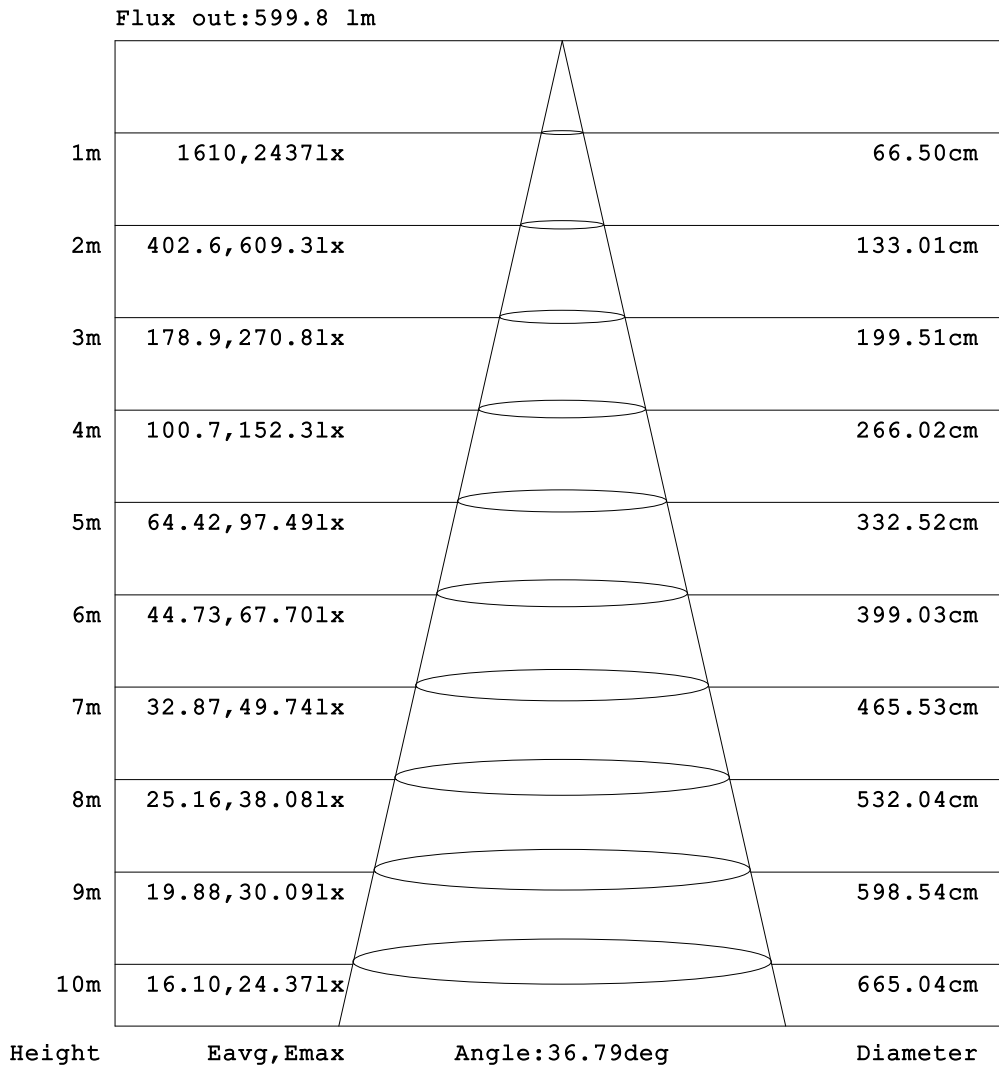 Flux out:599.8 lm
1m 1610,2437lx 66.50cm
2m 402.6,609.3lx 133.01cm
3m 178.9,270.8lx 199.51cm
4m 100.7,152.3lx 266.02cm
5m 64.42,97.49lx 332.52cm
6m 44.73,67.70lx 399.03cm
7m 32.87,49.74lx 465.53cm
8m 25.16,38.08lx 532.04cm
9m 19.88,30.09lx 598.54cm
10m 16.10,24.37lx 665.04cm
Height Eavg,Emax Angle:36.79deg Diameter